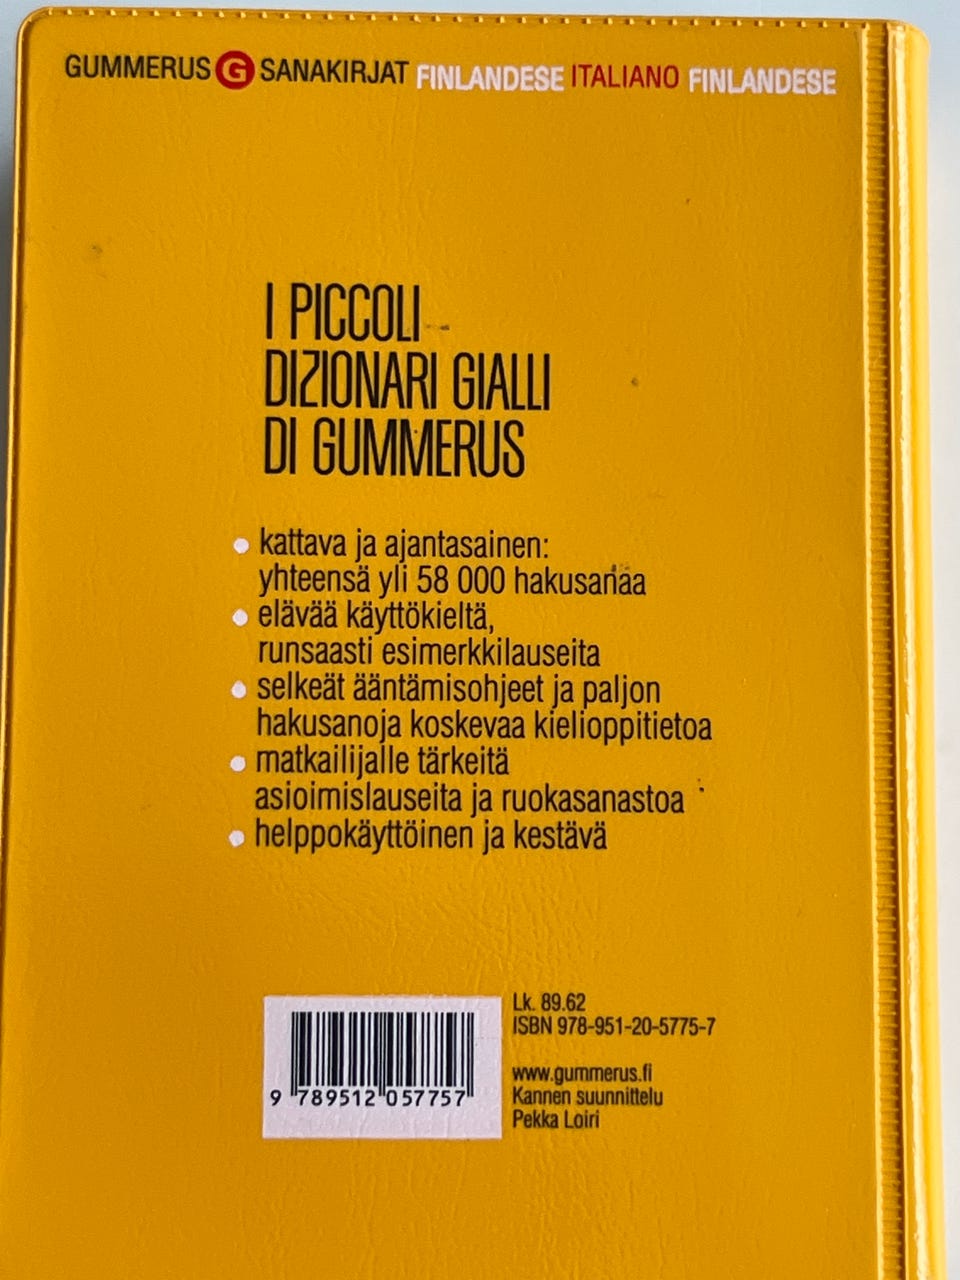 GUMMERUS G SANAKIRJAT FINLANDESE ITALIANO FINLANDESE
I PICCOLI
DIZIONARI GIALLI
DI GUMMERUS
kattava ja ajantasainen:
yhteensä yli 58 000 hakusanaa
elävää käyttökieltä,
runsaasti esimerkkilauseita
selkeät ääntämisohjeet ja paljon
hakusanoja koskevaa kielioppitietoa
matkailijalle tärkeitä
asioimislauseita ja ruokasanastoa
helppokäyttöinen ja kestävä
Lk. 89.62
ISBN 978-951-20-5775-7
www.gummerus.fi
Kannen suunnittelu
Pekka Loiri
9 789512 057757